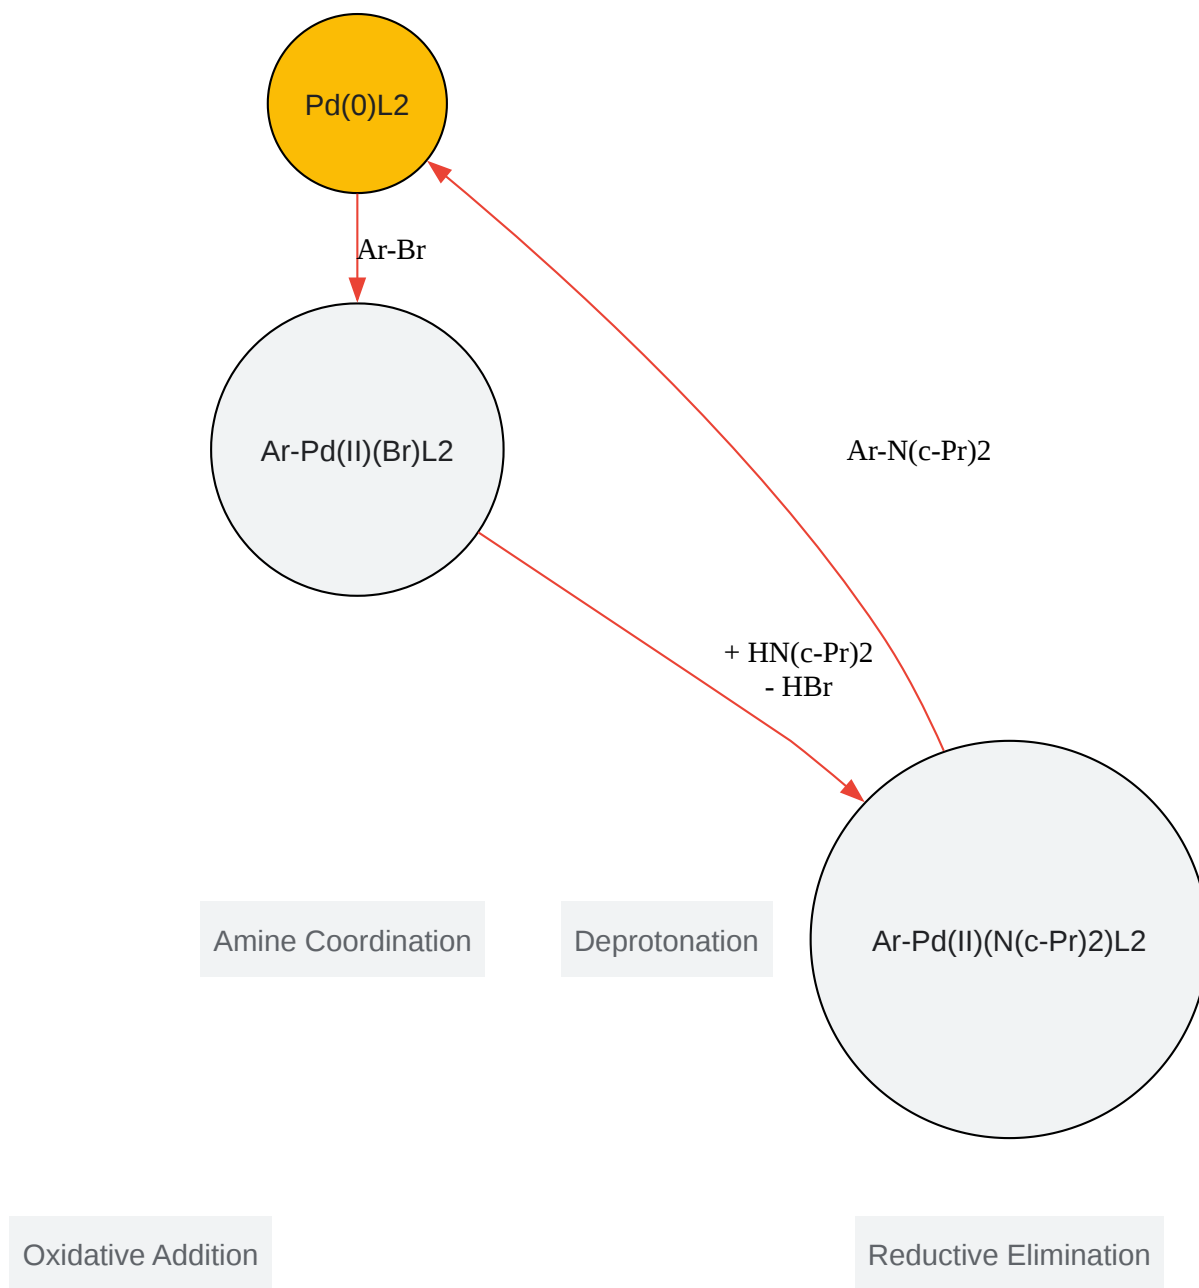 Pd(0)L2
Ar-Br
Ar-Pd(II)(Br)L2
Ar-N(c-Pr)2
+ HN(c-Pr)2
- HBr
Amine Coordination
Deprotonation
Ar-Pd(II)(N(c-Pr)2)L2
Oxidative Addition
Reductive Elimination